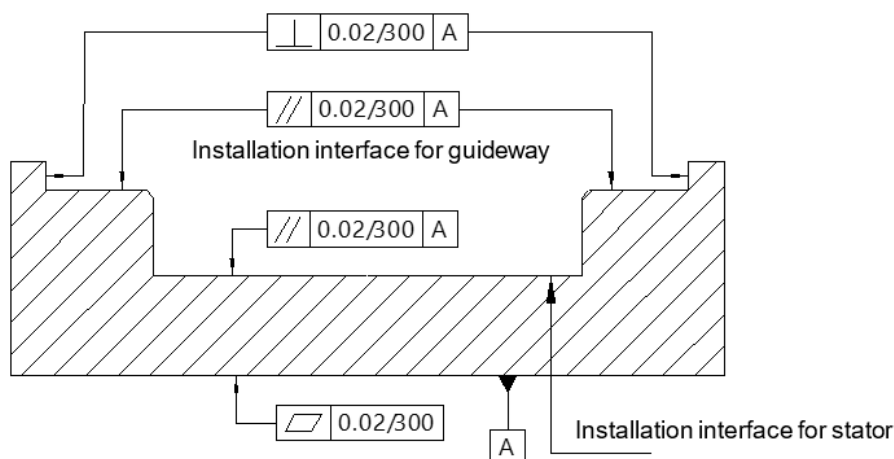 ⊥ 0.02/300 A
// 0.02/300 A
Installation interface for guideway
// 0.02/300 A
▱ 0.02/300
A
Installation interface for stator